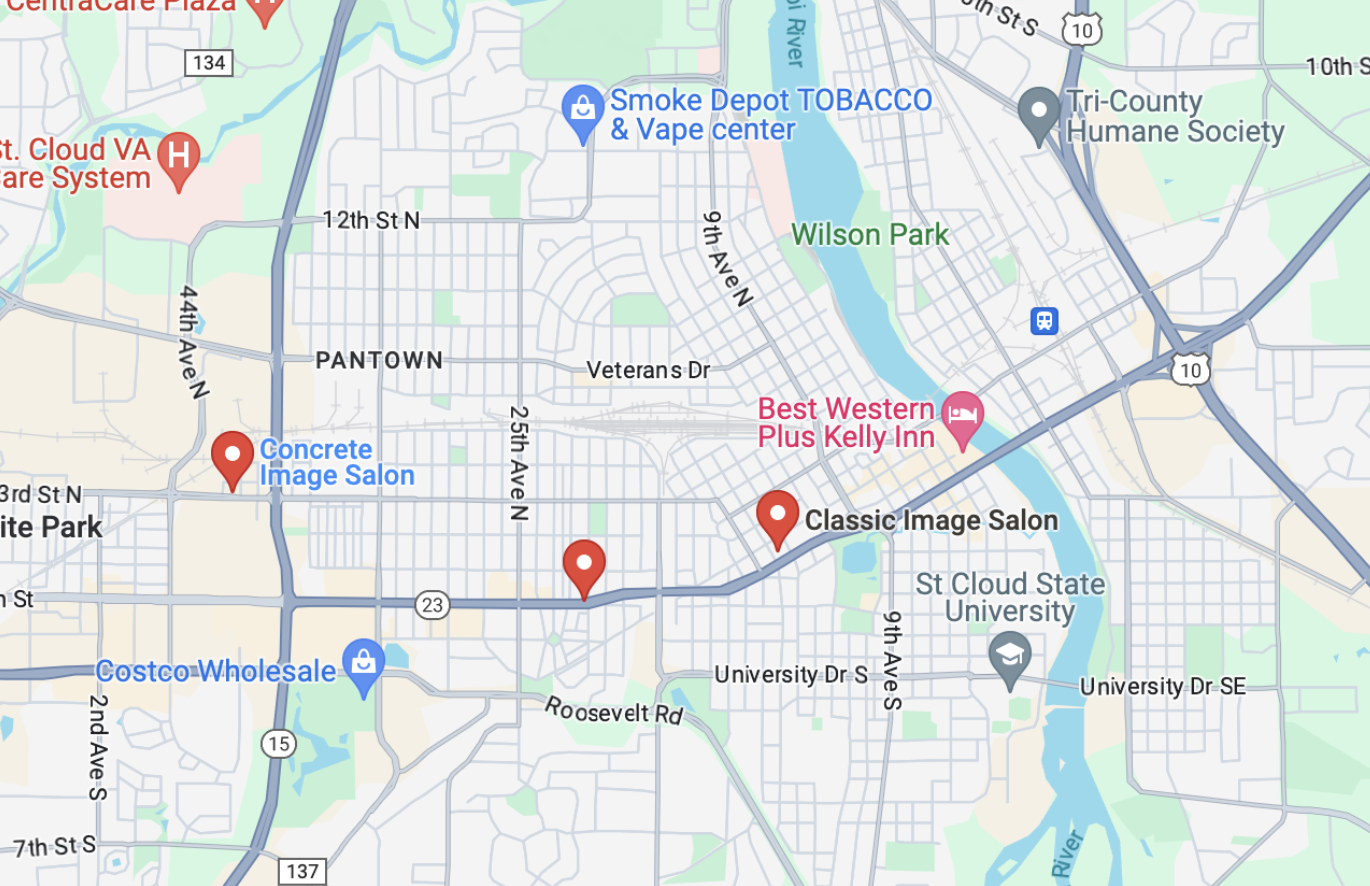 CentraCare Plaza
10
134
10th S
Smoke Depot TOBACCO
& Vape center
Tri-County
Humane Society
St. Cloud VA
Care System
12th St N
Wilson Park
9th Ave N
44th Ave N
PANTOWN
Veterans Dr
10
Best Western
Plus Kelly Inn
25th Ave N
Concrete
Image Salon
3rd St N
ite Park
Classic Image Salon
St Cloud State
University
h St
23
9th Ave S
Costco Wholesale
University Dr S
University Dr SE
2nd Ave S
Roosevelt Rd
15
7th St S
137
River
River